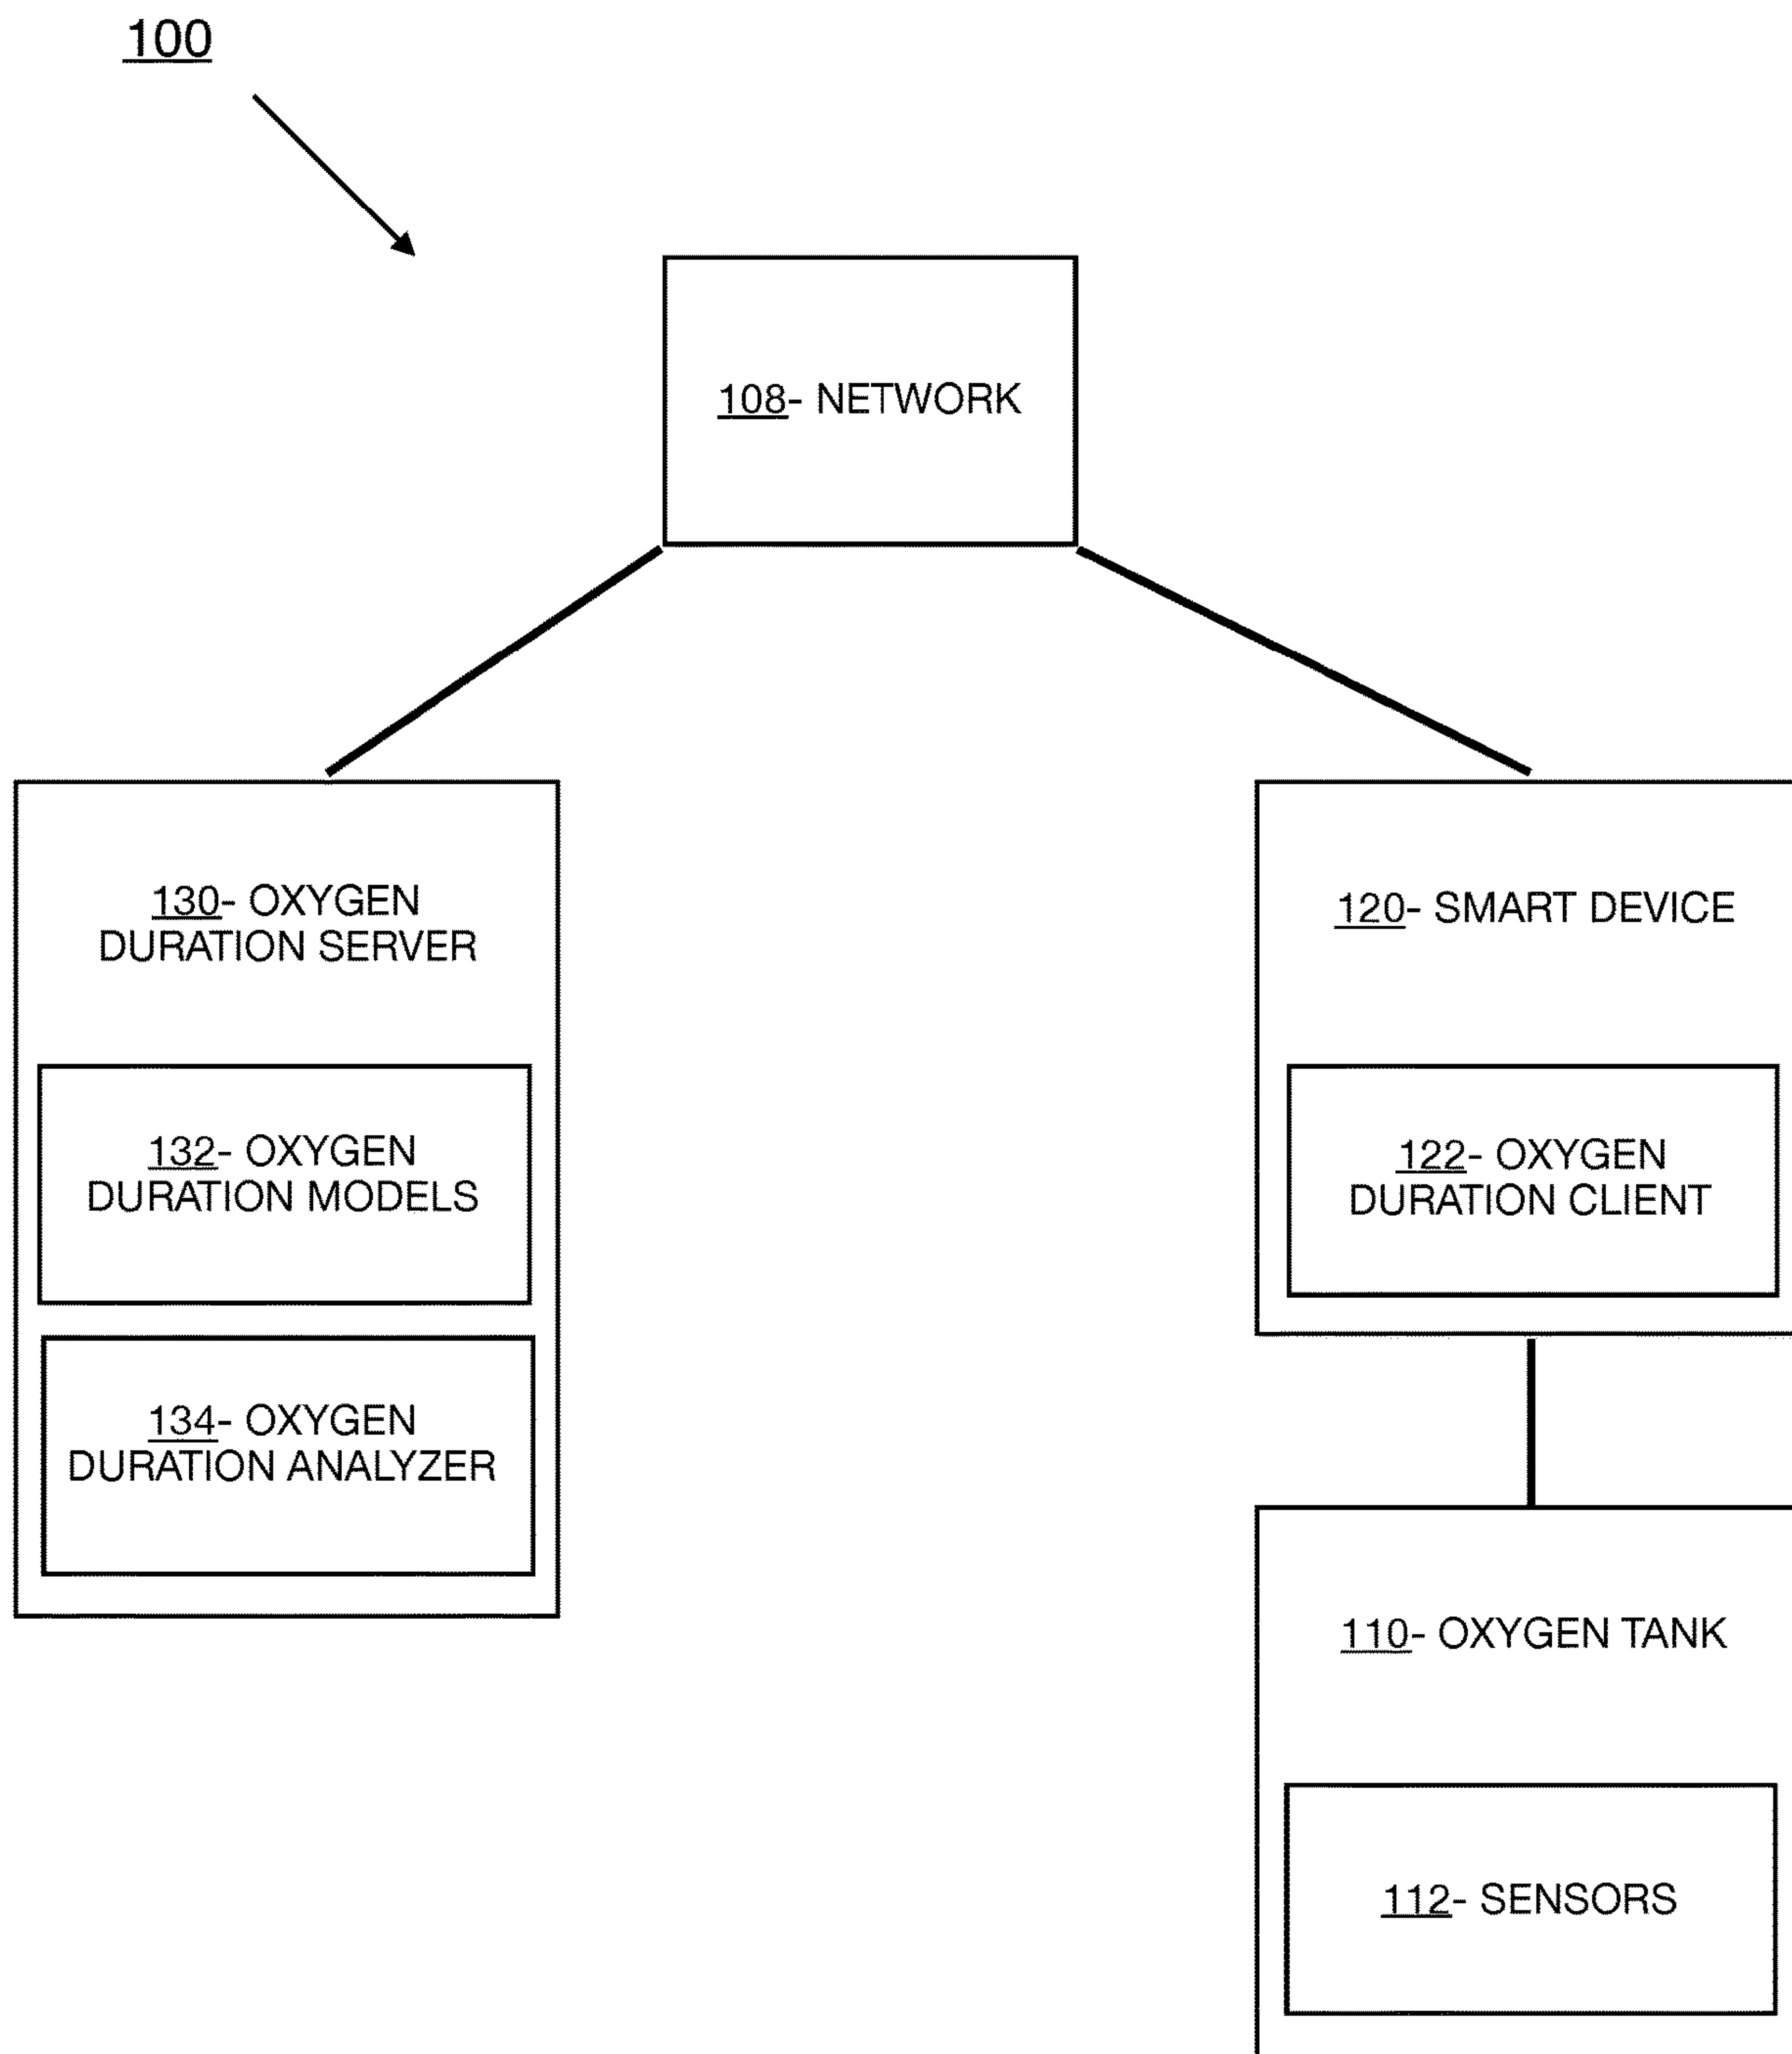 100
108- NETWORK
130- OXYGEN
DURATION SERVER
132- OXYGEN
DURATION MODELS
134- OXYGEN
DURATION ANALYZER
120- SMART DEVICE
122- OXYGEN
DURATION CLIENT
110- OXYGEN TANK
112- SENSORS